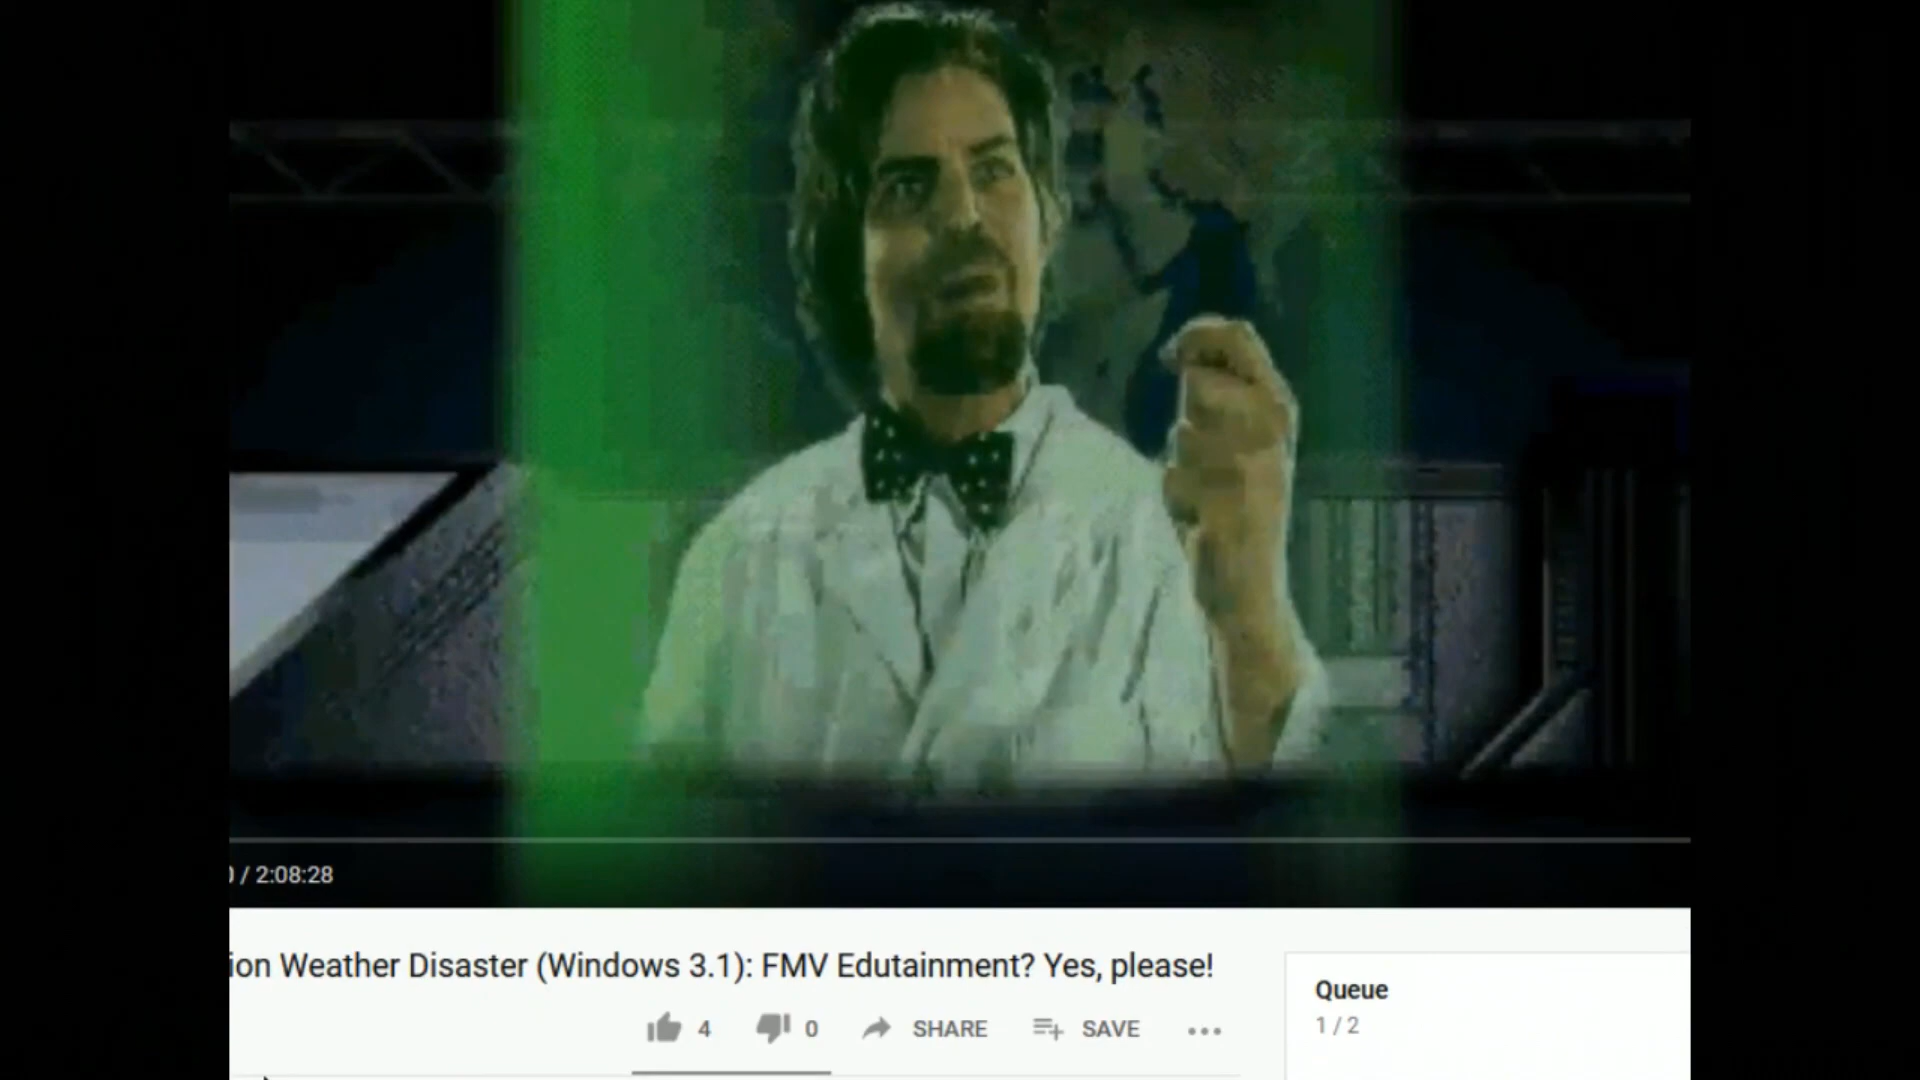 / 2:08:28
ion Weather Disaster (Windows 3.1): FMV Edutainment? Yes, please!
Queue
1 / 2
4 0 SHARE SAVE